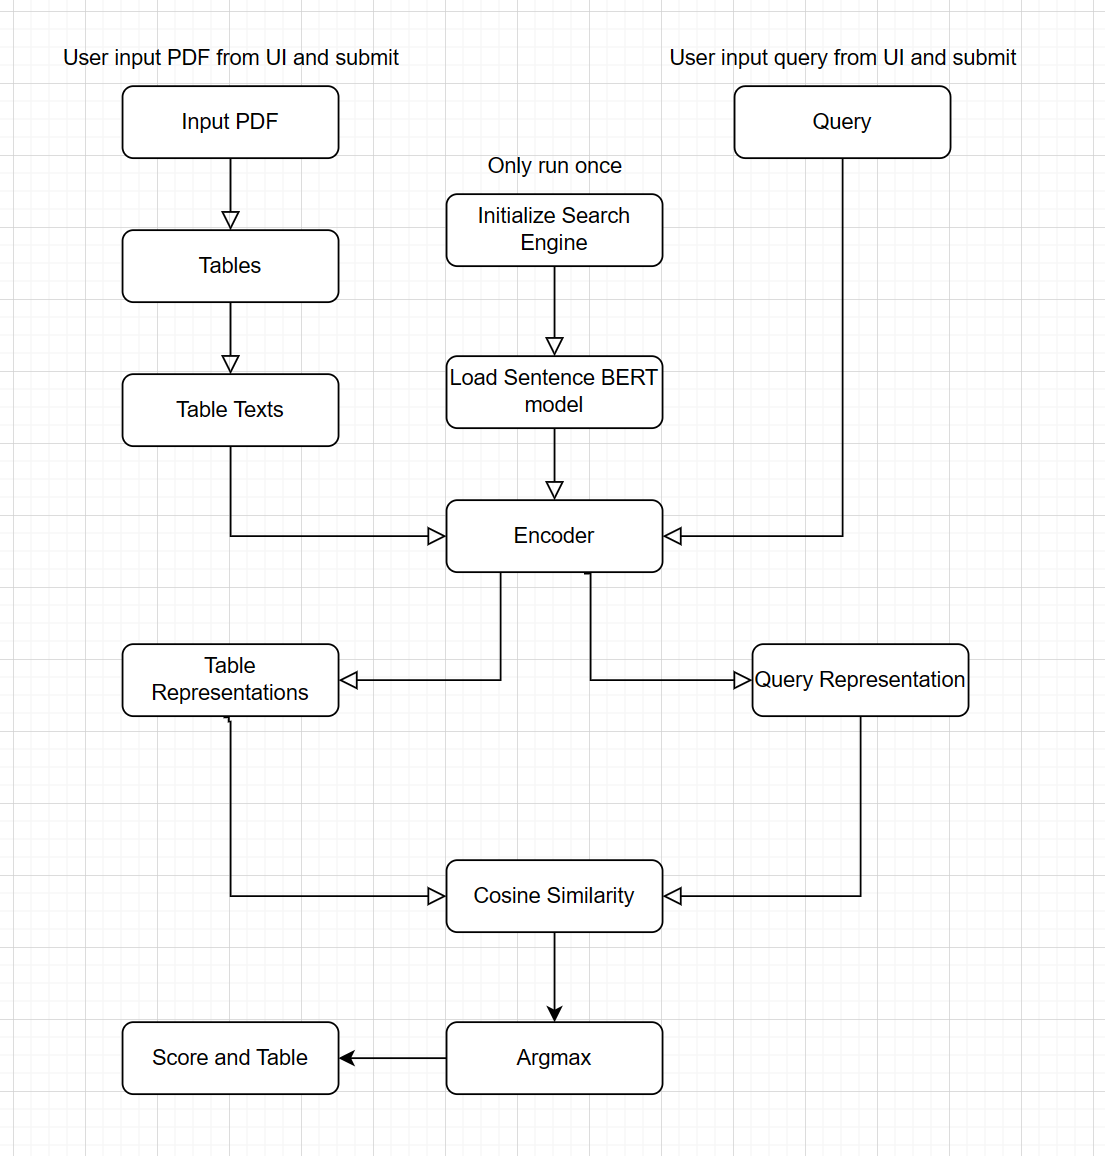 User input PDF from UI and submit
User input query from UI and submit
Input PDF
Query
Only run once
Initialize Search
Engine
Tables
Load Sentence BERT
model
Table Texts
Encoder
Table
Representations
Query Representation
Cosine Similarity
Score and Table
Argmax